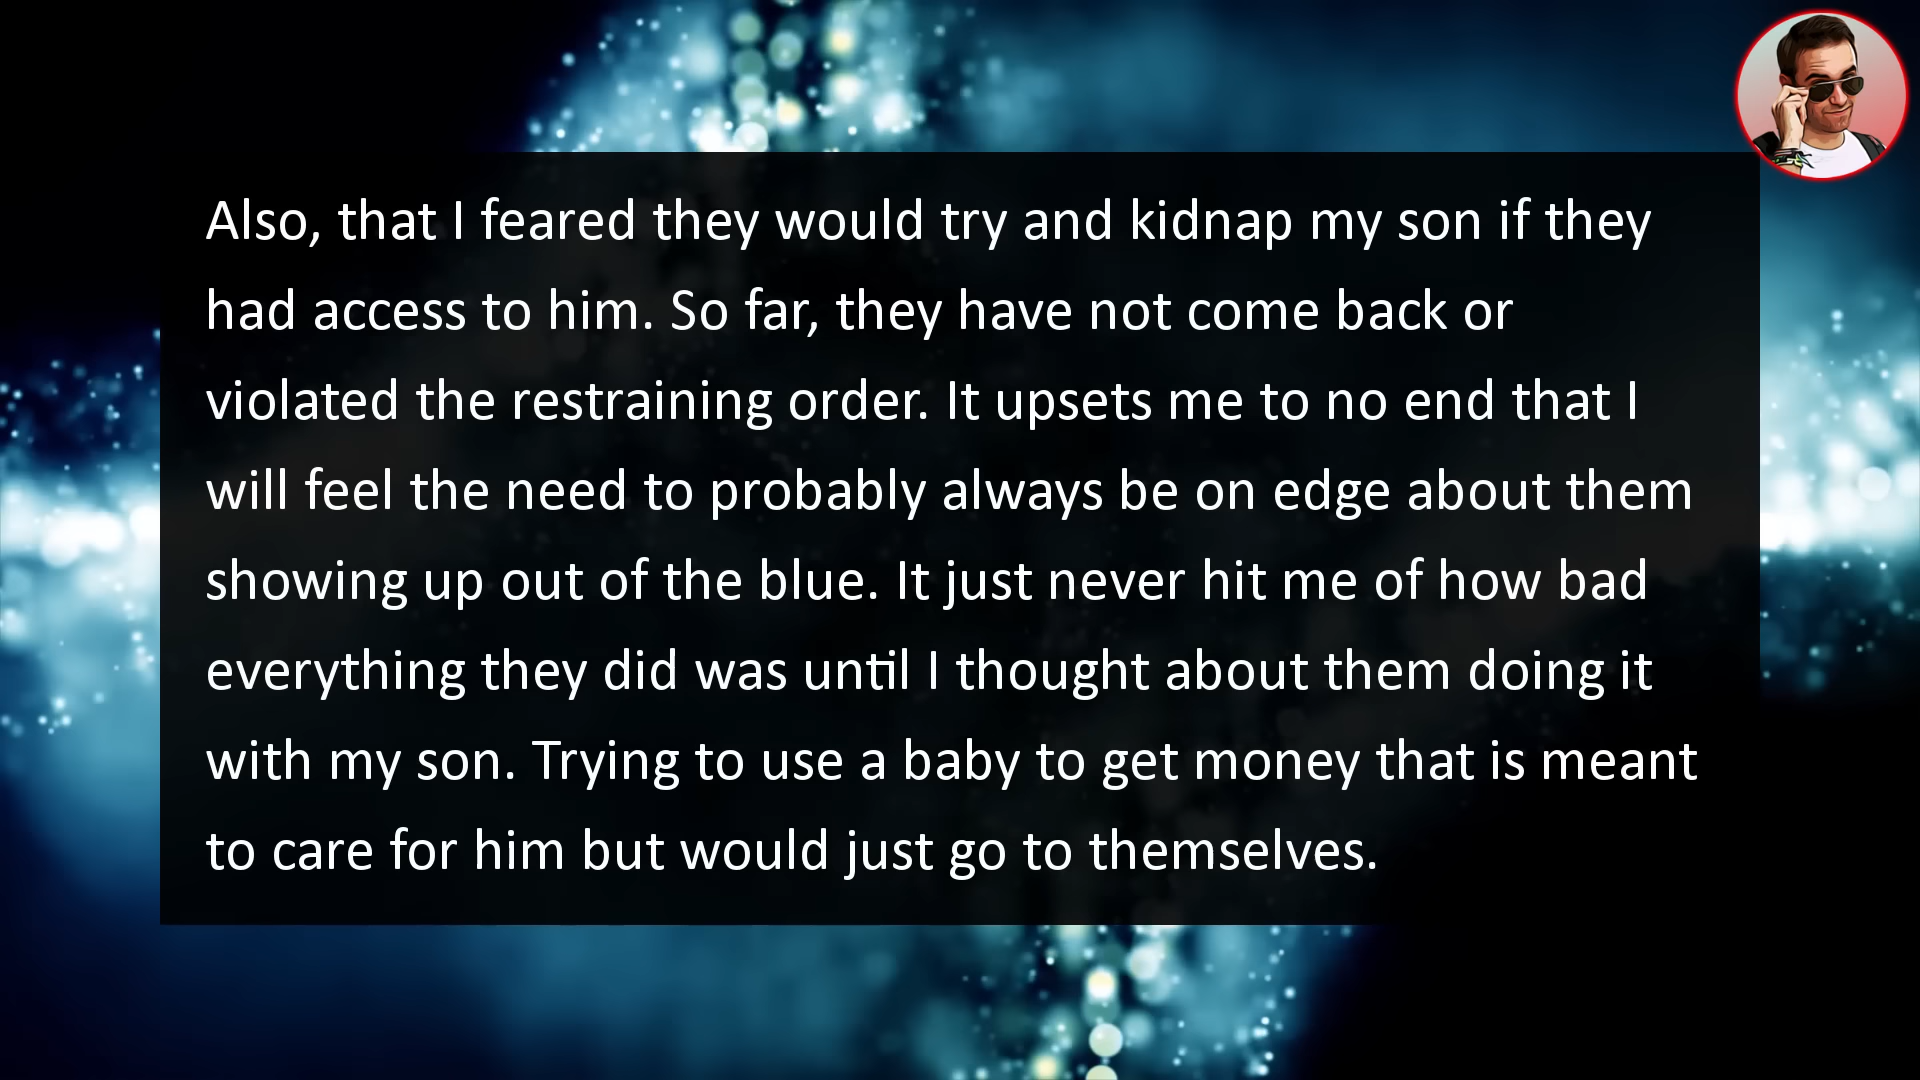 Also, that I feared they would try and kidnap my son if they
had access to him. So far, they have not come back or
violated the restraining order. It upsets me to no end that I
will feel the need to probably always be on edge about them
showing up out of the blue. It just never hit me of how bad
everything they did was until I thought about them doing it
with my son. Trying to use a baby to get money that is meant
to care for him but would just go to themselves.